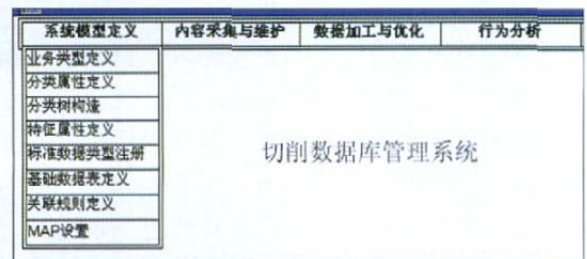 系统模型定义 内容采集与维护 数据加工与优化 行为分析
业务类型定义
分类属性定义
分类树构造
特征属性定义
标准数据类型注册
基础数据表定义
关联规则定义
MAP设置
切削数据库管理系统